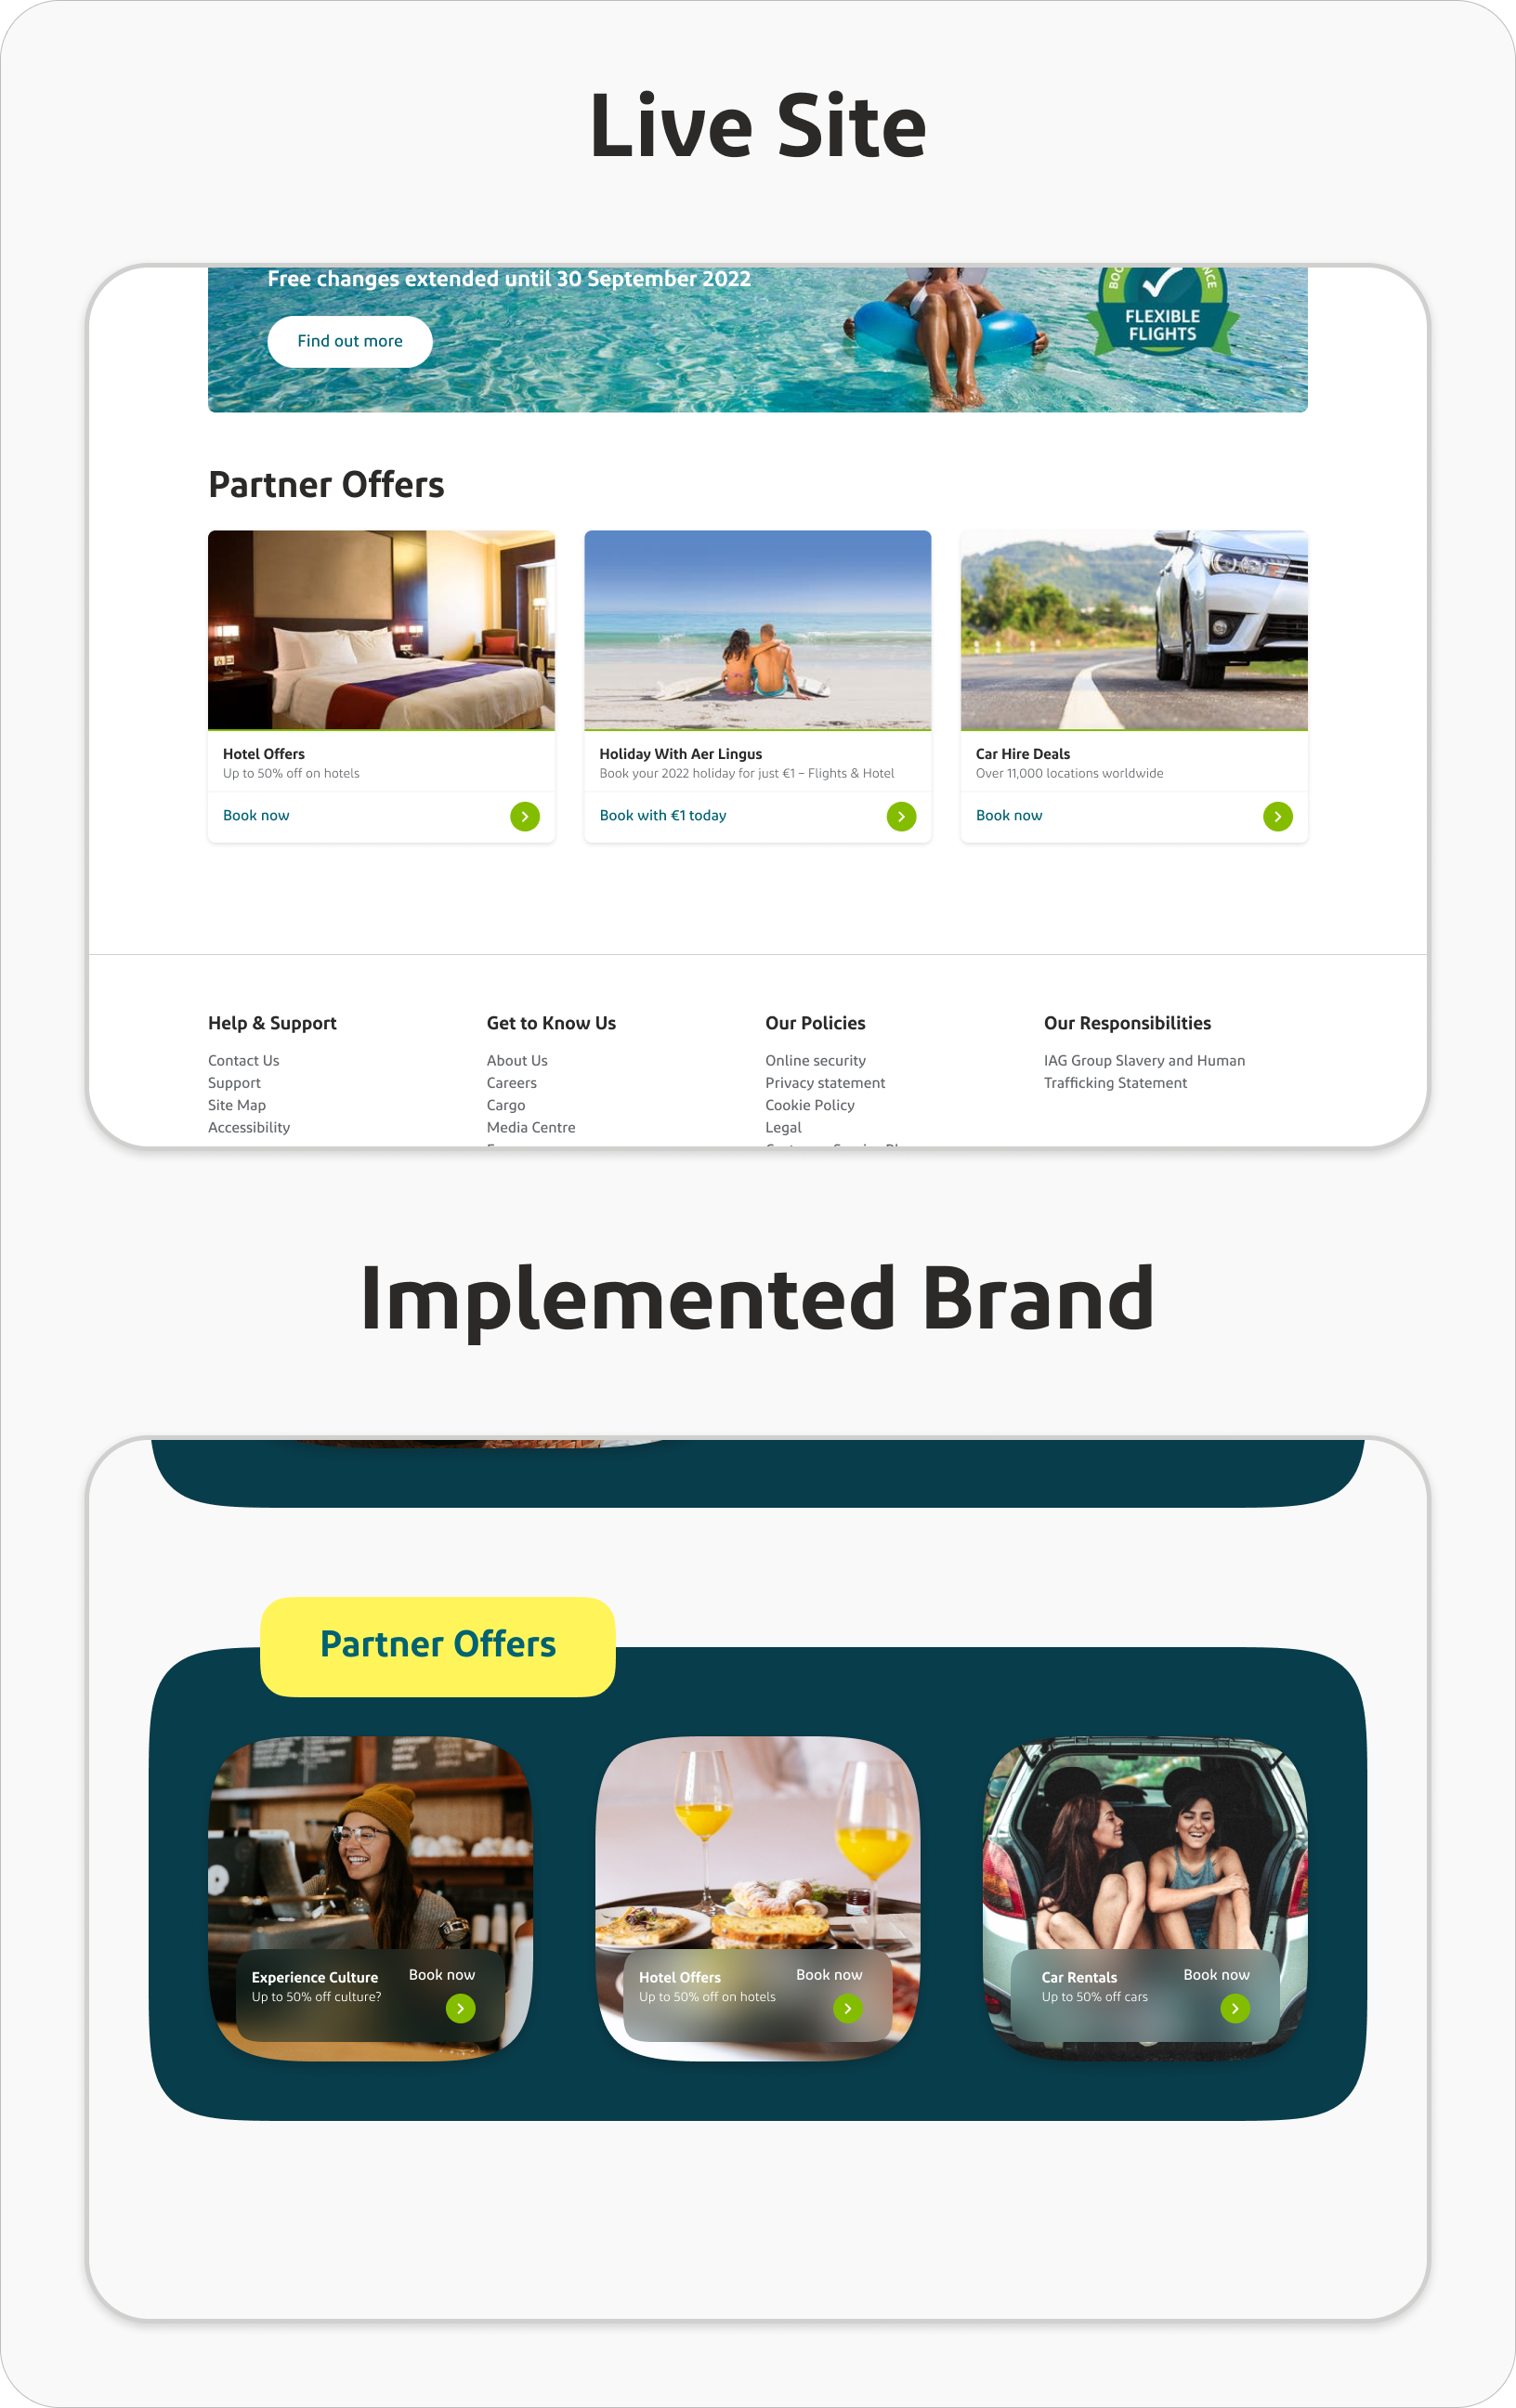 Live Site
Free changes extended until 30 September 2022
Find out more
FLEXIBLE
FLIGHTS
Partner Offers
Hotel Offers
Up to 50% off on hotels
Book now
Holiday With Aer Lingus
Book your 2022 holiday for just €1 – Flights & Hotel
Book with €1 today
Car Hire Deals
Over 11,000 locations worldwide
Book now
Help & Support
Contact Us
Support
Site Map
Accessibility
Get to Know Us
About Us
Careers
Cargo
Media Centre
Our Policies
Online security
Privacy statement
Cookie Policy
Legal
Our Responsibilities
IAG Group Slavery and Human
Trafficking Statement
Implemented Brand
Partner Offers
Experience Culture
Up to 50% off culture?
Book now
Hotel Offers
Up to 50% off on hotels
Book now
Car Rentals
Up to 50% off cars
Book now